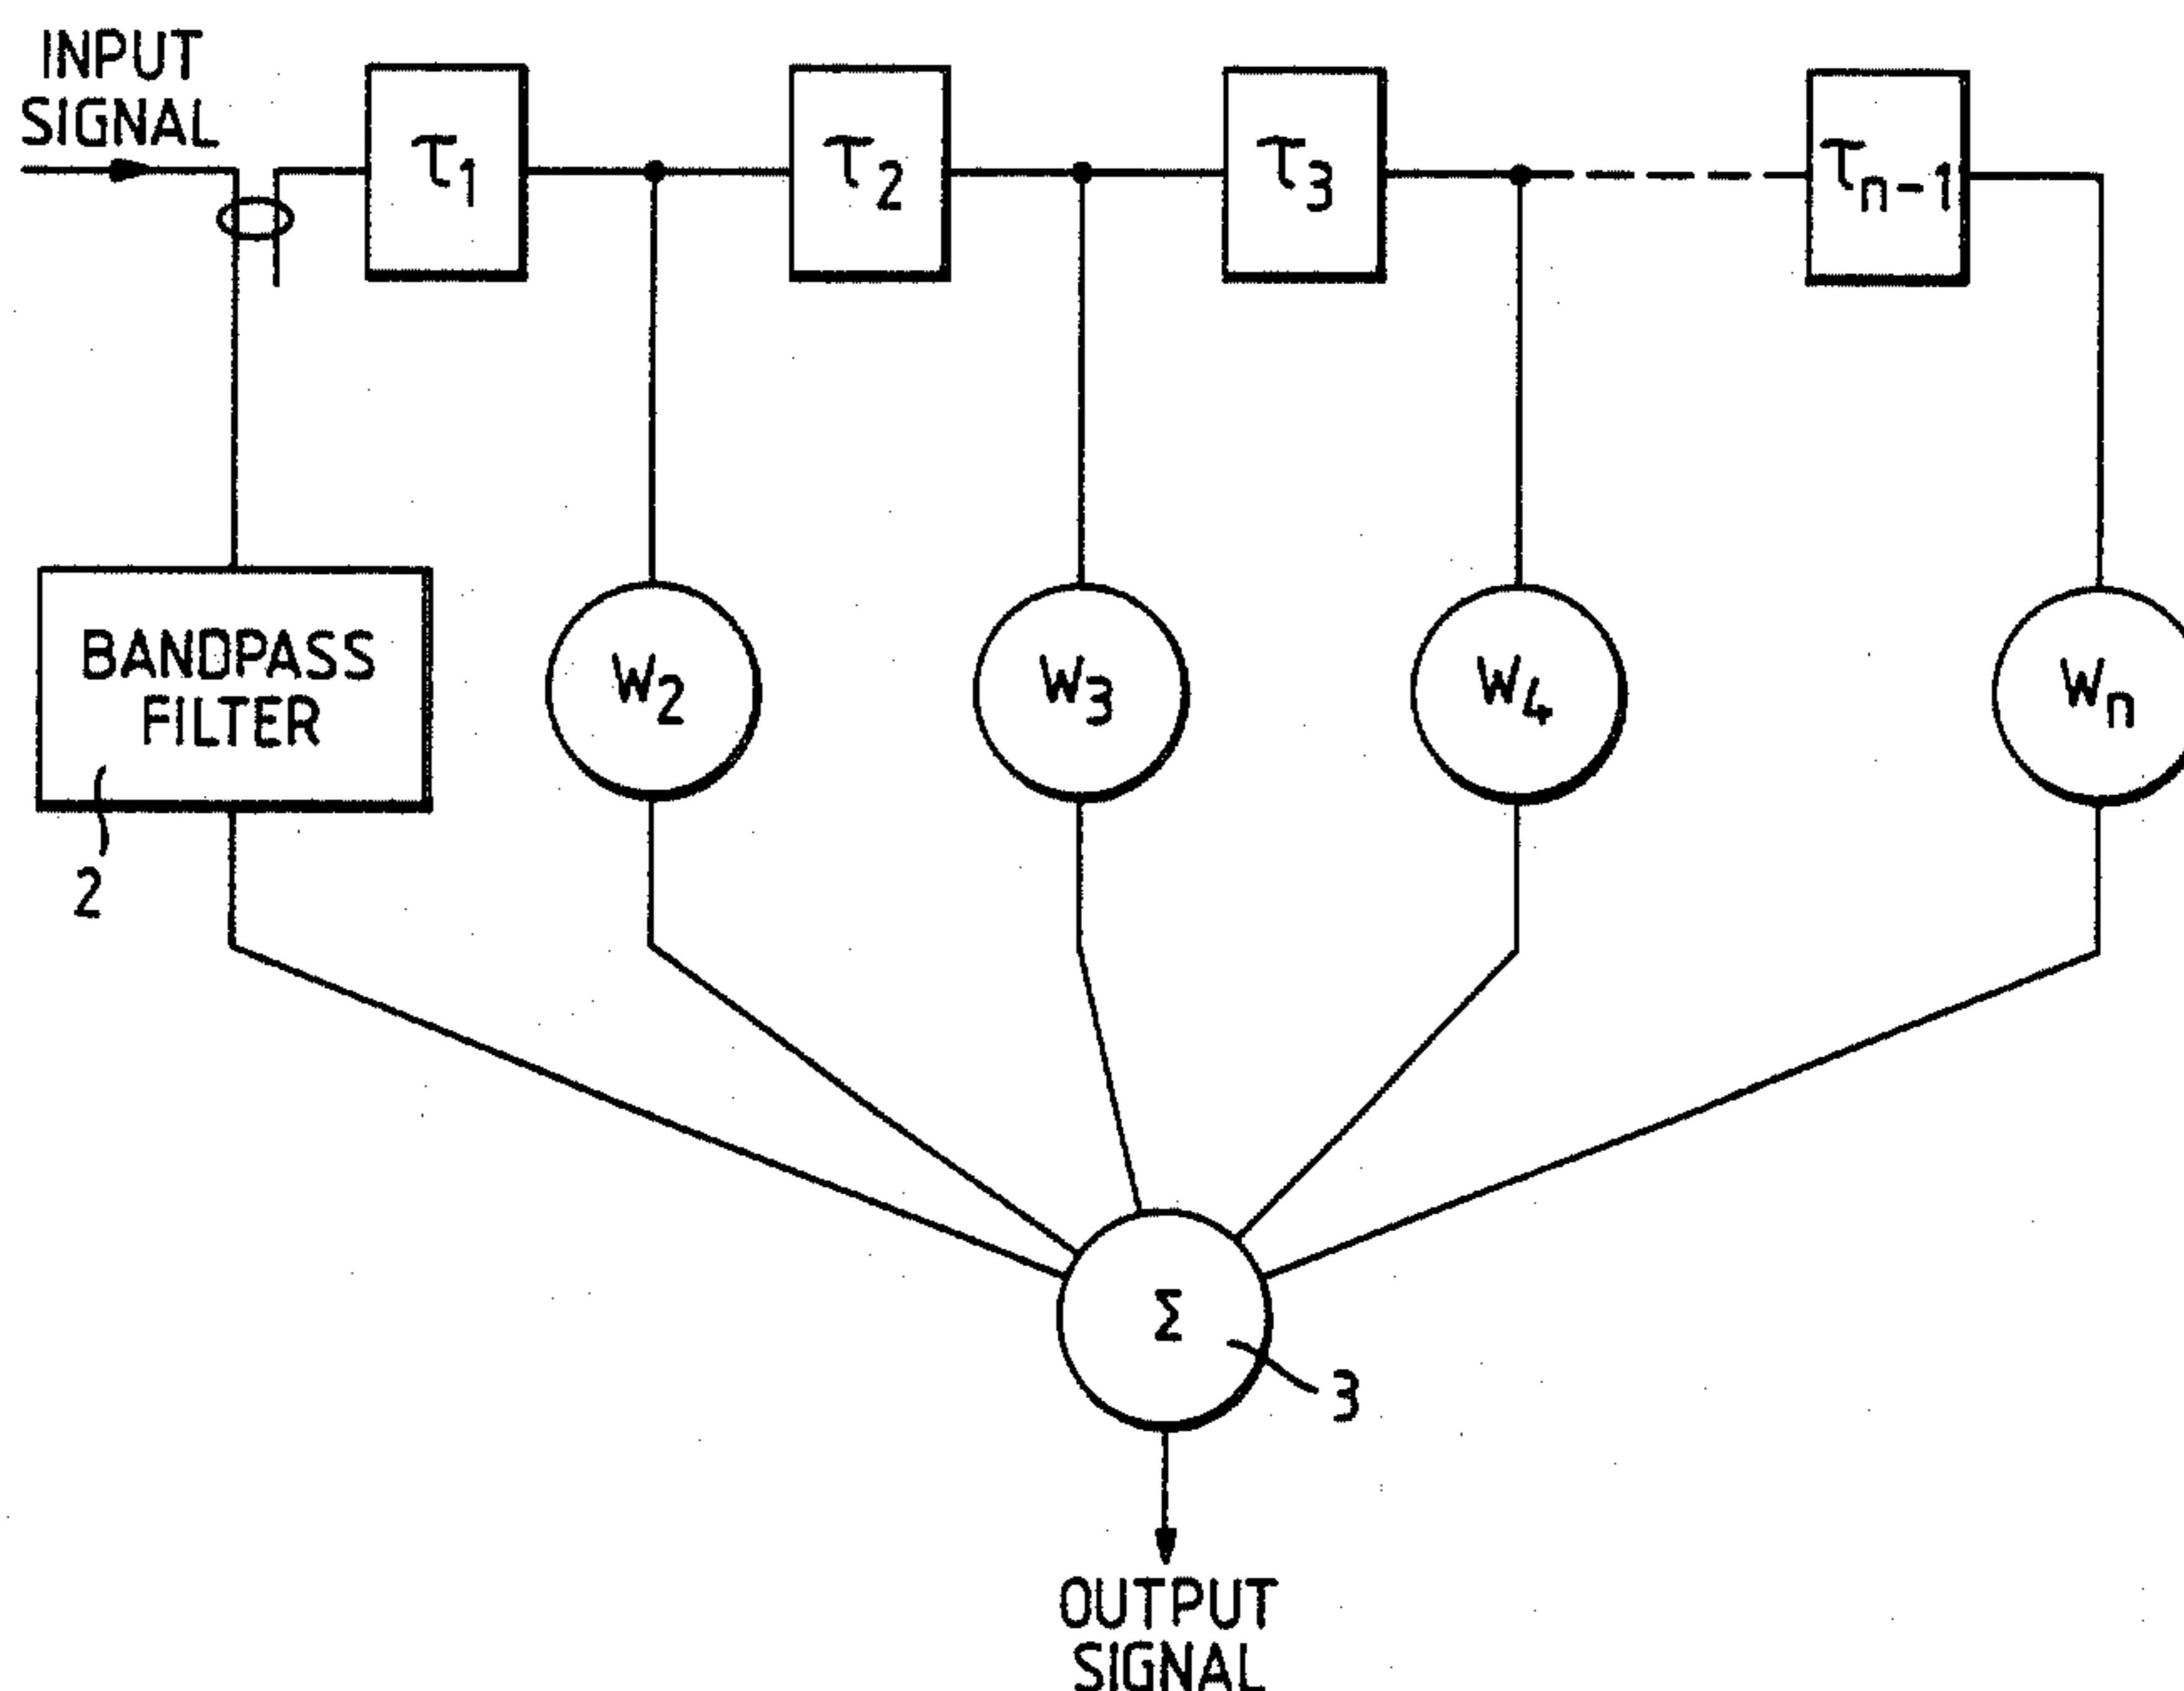 INPUT
SIGNAL
τ1
τ2
τ3
τn-1
BANDPASS
FILTER
2
W2
W3
W4
Wn
Σ
3
OUTPUT
SIGNAL